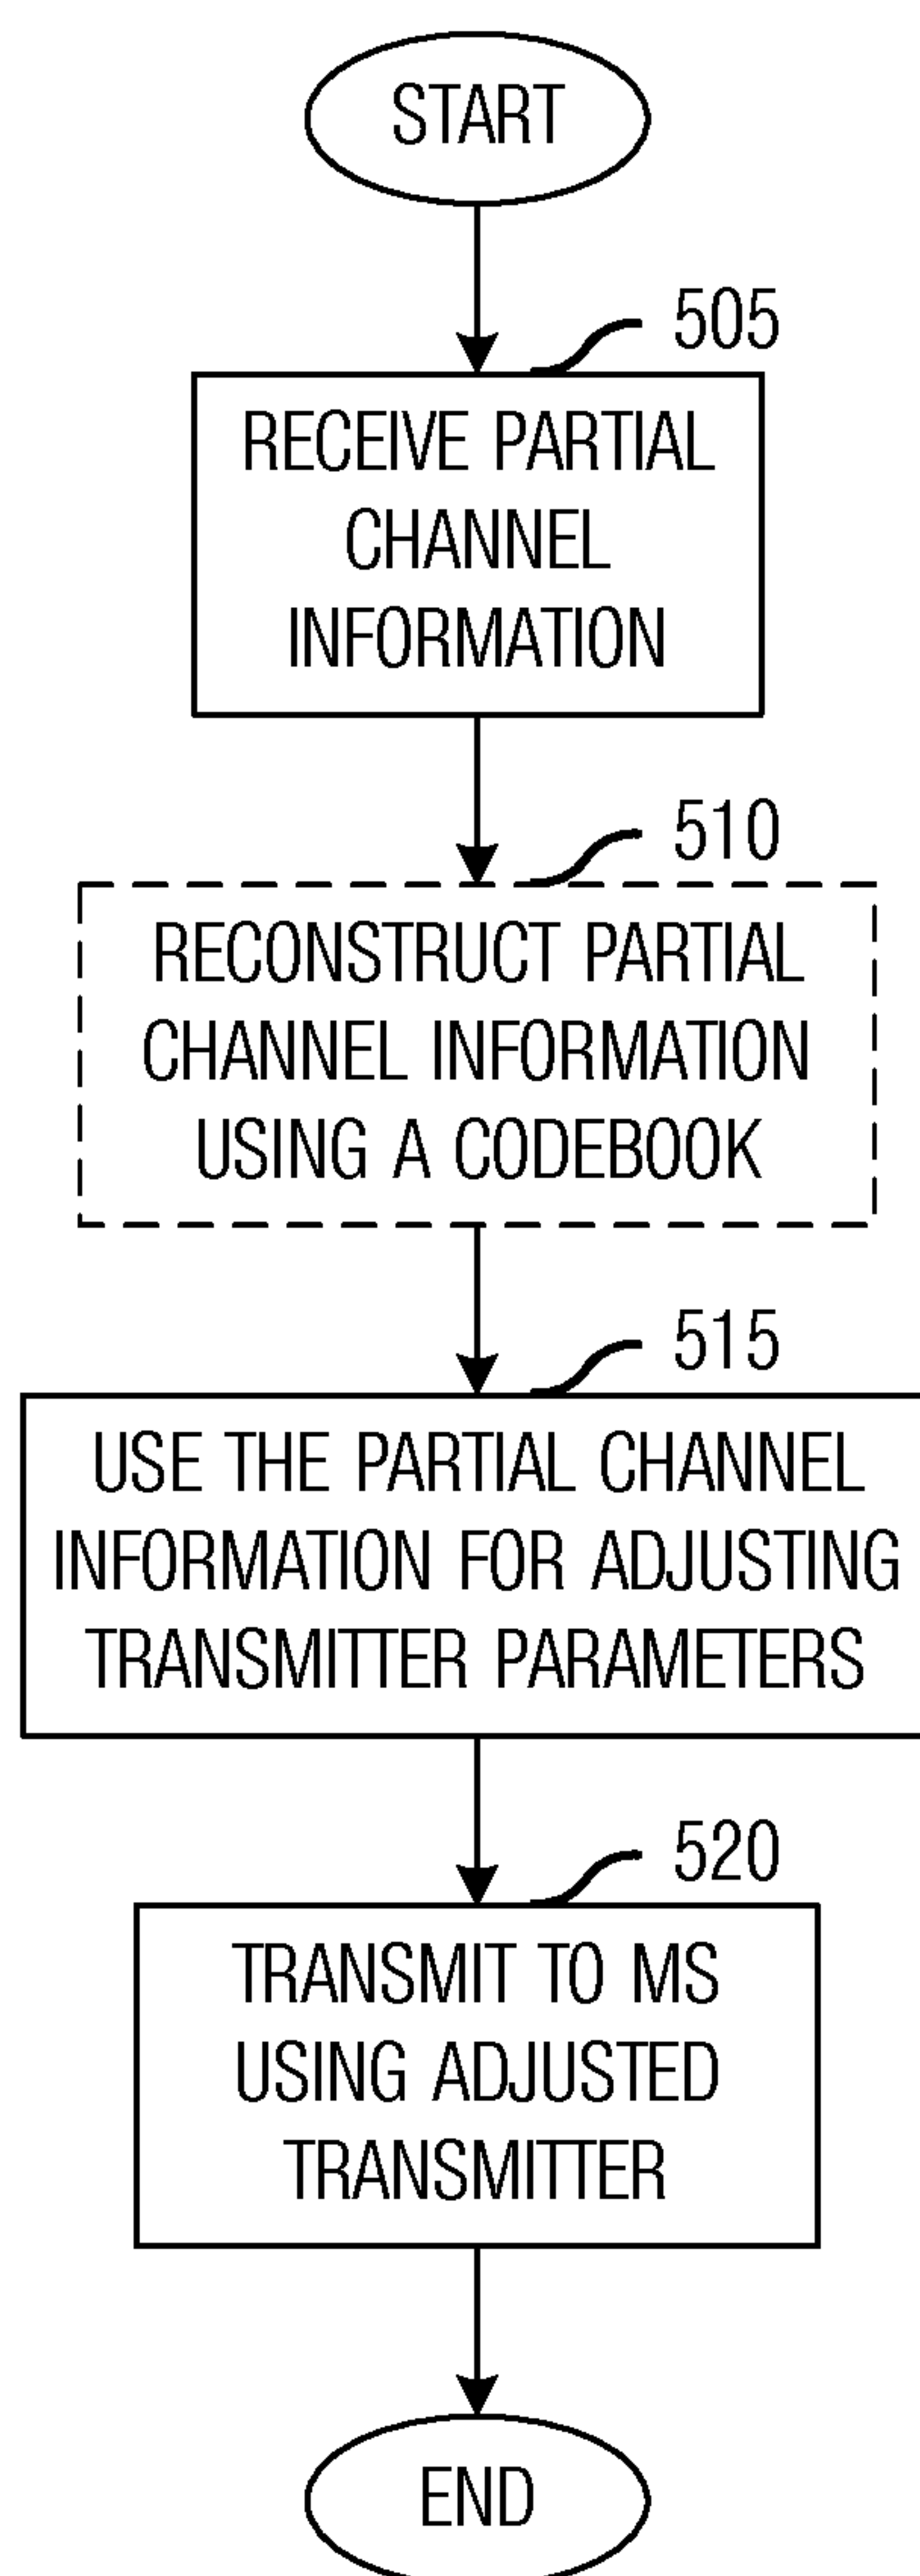 START
505
RECEIVE PARTIAL
CHANNEL
INFORMATION
510
RECONSTRUCT PARTIAL
CHANNEL INFORMATION
USING A CODEBOOK
515
USE THE PARTIAL CHANNEL
INFORMATION FOR ADJUSTING
TRANSMITTER PARAMETERS
520
TRANSMIT TO MS
USING ADJUSTED
TRANSMITTER
END